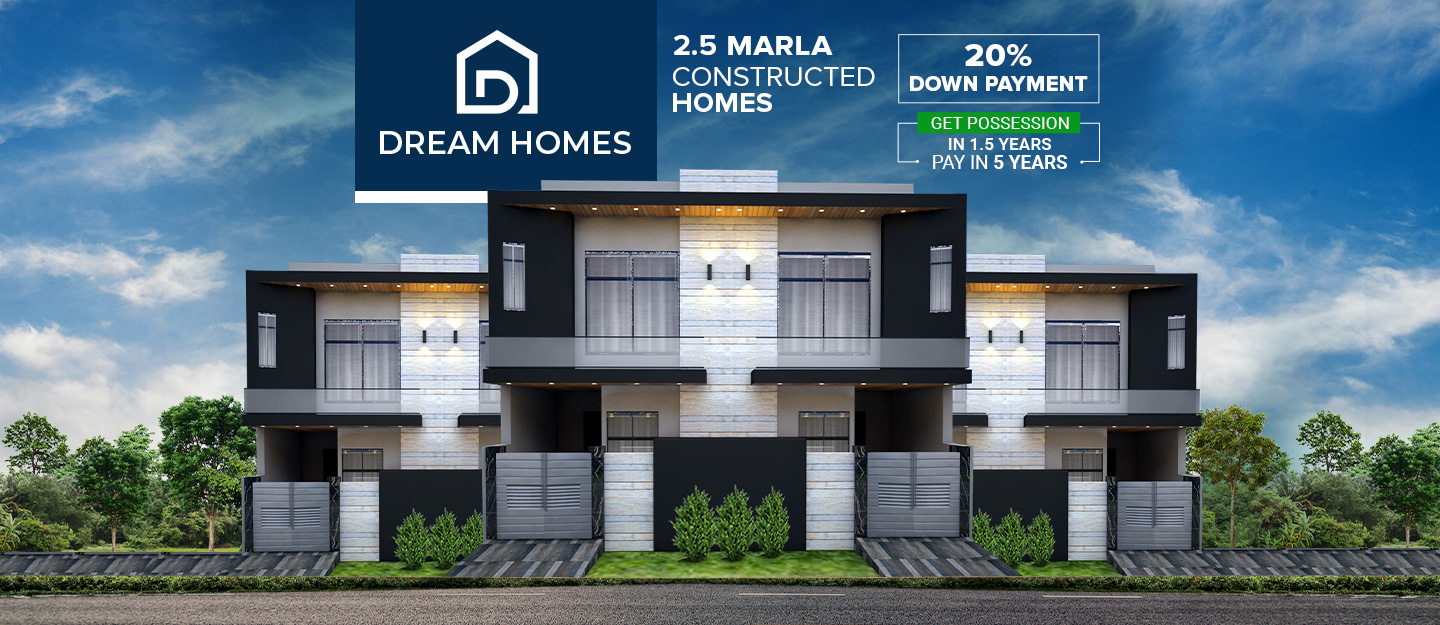 DREAM HOMES
2.5 MARLA
CONSTRUCTED
HOMES
20%
DOWN PAYMENT
GET POSSESSION
IN 1.5 YEARS
PAY IN 5 YEARS